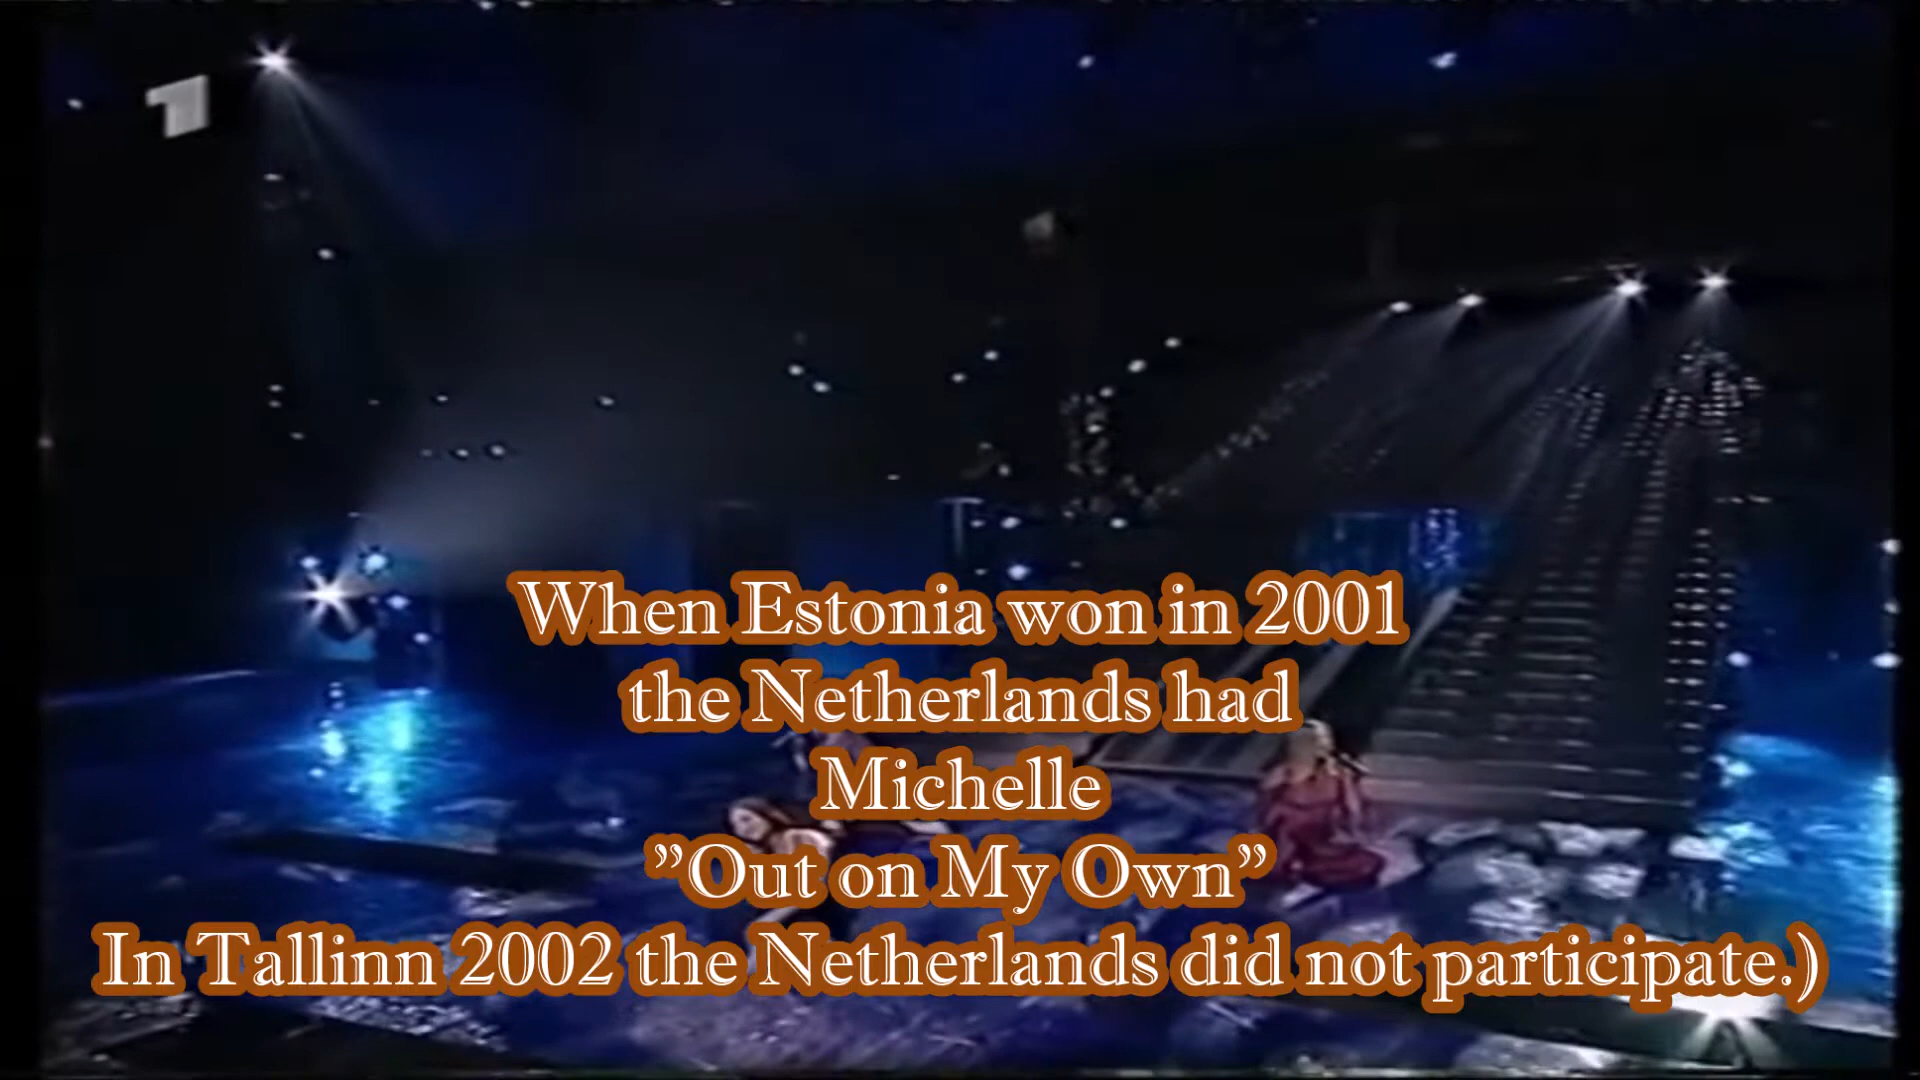 1
When Estonia won in 2001
the Netherlands had
Michelle
”Out on My Own”
In Tallinn 2002 the Netherlands did not participate.)